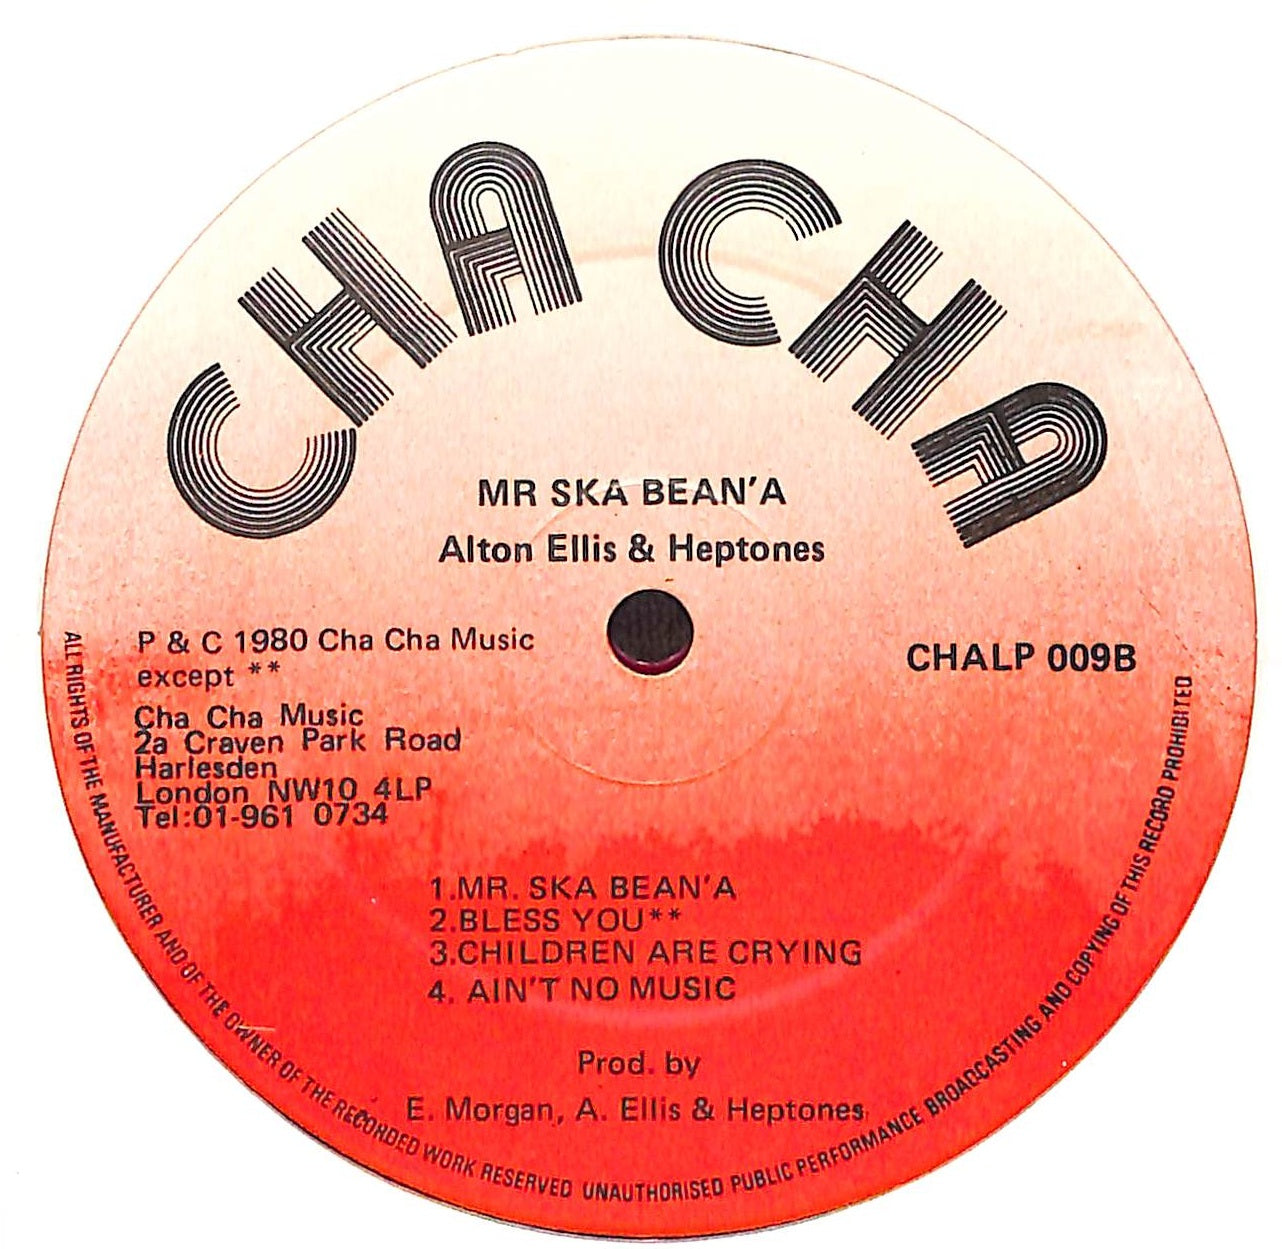 CHA CHA
MR SKA BEAN'A
Alton Ellis & Heptones
P & C 1980 Cha Cha Music
except **
CHALP 009B
Cha Cha Music
2a Craven Park Road
Harlesden
London NW10 4LP
Tel:01-961 0734
1.MR. SKA BEAN'A
2.BLESS YOU**
3.CHILDREN ARE CRYING
4. AIN'T NO MUSIC
Prod. by
E. Morgan, A. Ellis & Heptones
ALL RIGHTS OF THE MANUFACTURER AND OF THE OWNER OF THE RECORDED WORK RESERVED UNAUTHORISED PUBLIC PERFORMANCE BROADCASTING AND COPYING OF THIS RECORD PROHIBITED